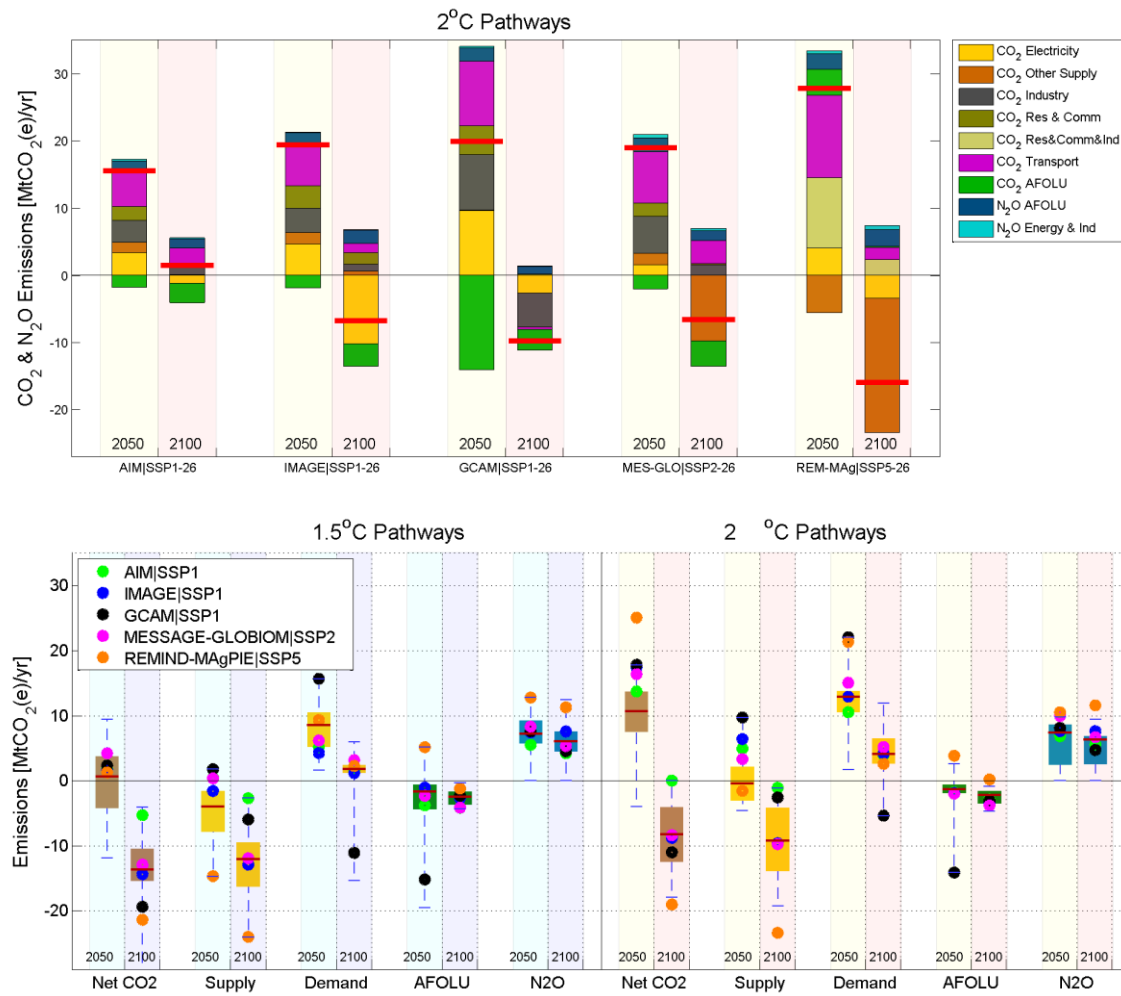 2°C Pathways
CO2 & N2O Emissions [MtCO2(e)/yr]
30
20
10
0
-10
-20
2050 2100 2050 2100 2050 2100 2050 2100 2050 2100
AIM|SSP1-26 IMAGE|SSP1-26 GCAM|SSP1-26 MES-GLO|SSP2-26 REM-MAg|SSP5-26
CO2 Electricity
CO2 Other Supply
CO2 Industry
CO2 Res & Comm
CO2 Res&Comm&Ind
CO2 Transport
CO2 AFOLU
N2O AFOLU
N2O Energy & Ind
1.5°C Pathways 2 °C Pathways
Emissions [MtCO2(e)/yr]
30
20
10
0
-10
-20
AIM|SSP1
IMAGE|SSP1
GCAM|SSP1
MESSAGE-GLOBIOM|SSP2
REMIND-MAgPIE|SSP5
2050 2100 2050 2100 2050 2100 2050 2100 2050 2100 2050 2100 2050 2100 2050 2100 2050 2100 2050 2100
Net CO2 Supply Demand AFOLU N2O Net CO2 Supply Demand AFOLU N2O